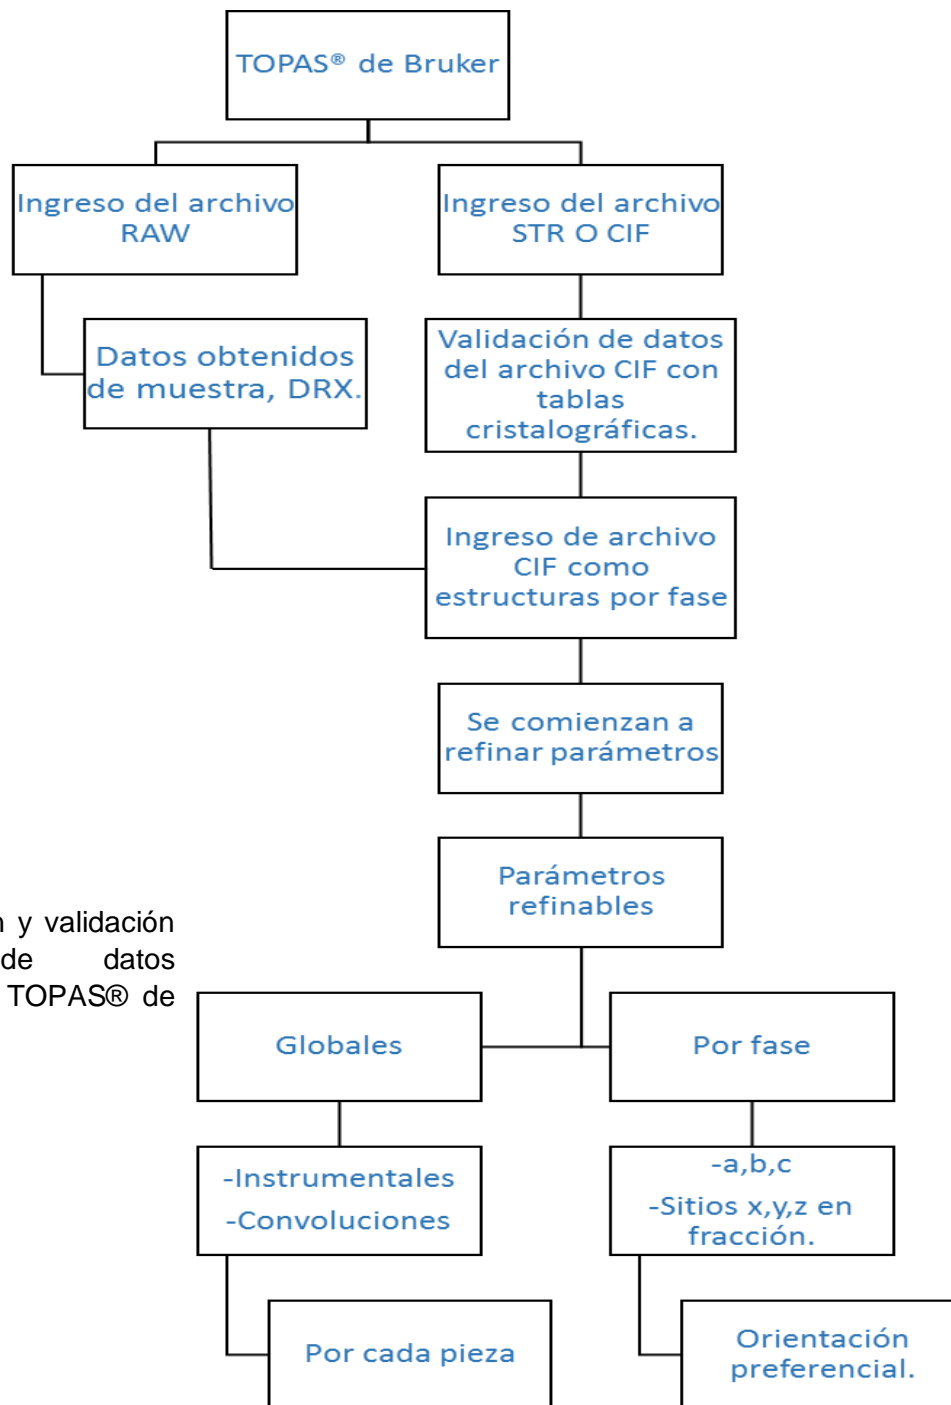 TOPAS® de Bruker
Ingreso del archivo
RAW
Ingreso del archivo
STR O CIF
Datos obtenidos
de muestra, DRX.
Validación de datos
del archivo CIF con
tablas
cristalográficas.
Ingreso de archivo
CIF como
estructuras por fase
Se comienzan a
refinar parámetros
Parámetros
refinables
y validación
de datos
TOPAS® de
Globales
Por fase
-Instrumentales
-Convoluciones
-a,b,c
-Sitios x,y,z en
fracción.
Por cada pieza
Orientación
preferencial.